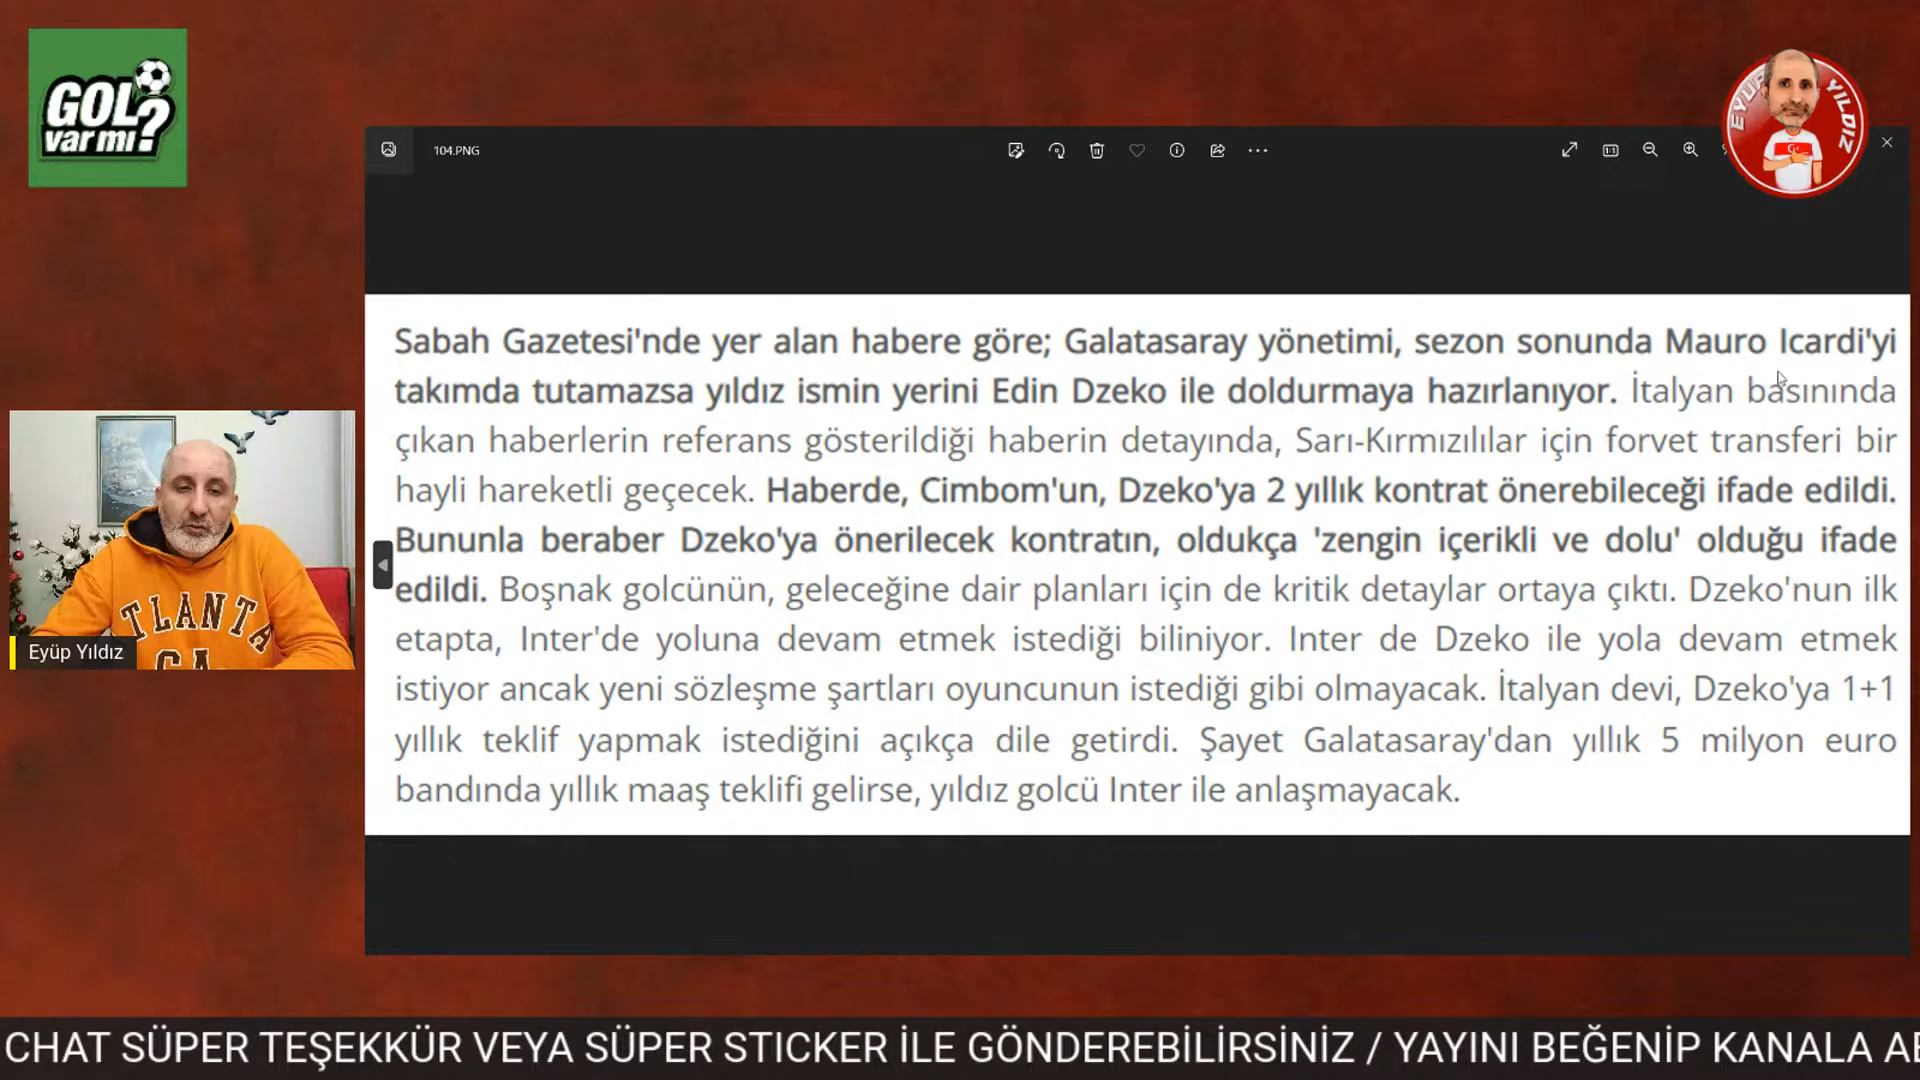 GOL
var mı?
EYÜP YILDIZ
104.PNG
Sabah Gazetesi'nde yer alan habere göre; Galatasaray yönetimi, sezon sonunda Mauro Icardi'yi
takımda tutamazsa yıldız ismin yerini Edin Dzeko ile doldurmaya hazırlanıyor. İtalyan basınında
çıkan haberlerin referans gösterildiği haberin detayında, Sarı-Kırmızılılar için forvet transferi bir
hayli hareketli geçecek. Haberde, Cimbom'un, Dzeko'ya 2 yıllık kontrat önerebileceği ifade edildi.
Bununla beraber Dzeko'ya önerilecek kontratın, oldukça 'zengin içerikli ve dolu' olduğu ifade
edildi. Boşnak golcünün, geleceğine dair planları için de kritik detaylar ortaya çıktı. Dzeko'nun ilk
etapta, Inter'de yoluna devam etmek istediği biliniyor. Inter de Dzeko ile yola devam etmek
istiyor ancak yeni sözleşme şartları oyuncunun istediği gibi olmayacak. İtalyan devi, Dzeko'ya 1+1
yıllık teklif yapmak istediğini açıkça dile getirdi. Şayet Galatasaray'dan yıllık 5 milyon euro
bandında yıllık maaş teklifi gelirse, yıldız golcü Inter ile anlaşmayacak.
TLANTA
GA
Eyüp Yıldız
CHAT SÜPER TEŞEKKÜR VEYA SÜPER STICKER İLE GÖNDEREBİLİRSİNİZ / YAYINI BEĞENİP KANALA